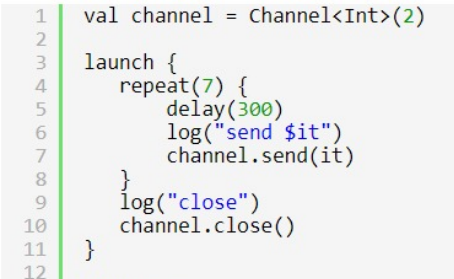 1 val channel = Channel<Int>(2)
2
3 launch {
4 repeat(7) {
5 delay(300)
6 log("send $it")
7 channel.send(it)
8 }
9 log("close")
10 channel.close()
11 }
12